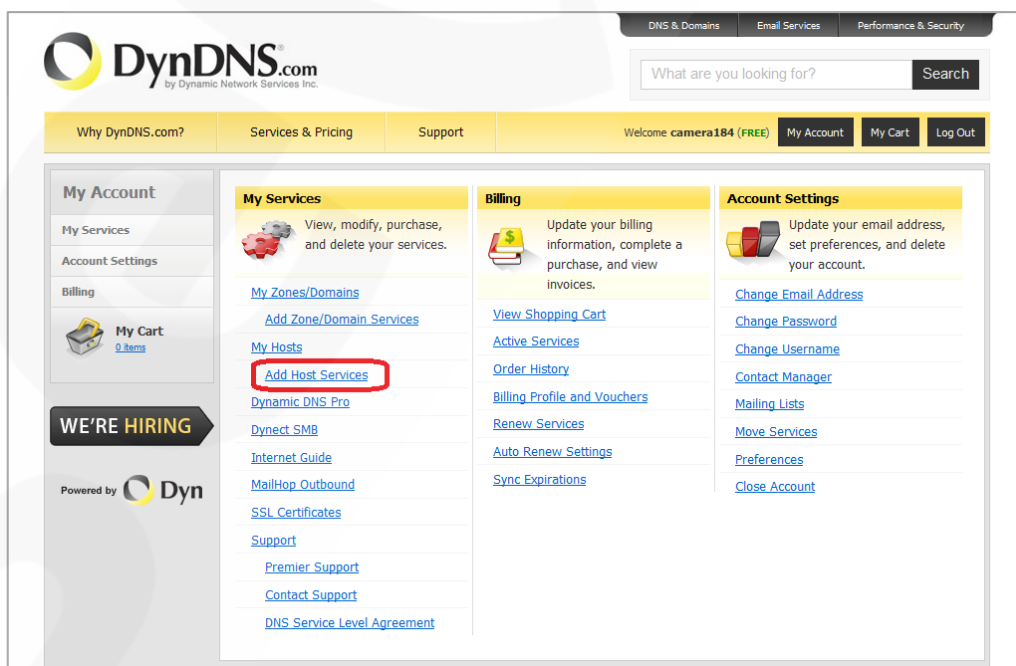 DNS & Domains Email Services Performance & Security
DynDNS.com
by Dynamic Network Services Inc.
What are you looking for? Search
Why DynDNS.com? Services & Pricing Support Welcome camera184 (FREE) My Account My Cart Log Out
My Account
My Services
Account Settings
Billing
My Cart
0 items
WE'RE HIRING
Powered by Dyn
My Services
View, modify, purchase,
and delete your services.
My Zones/Domains
Add Zone/Domain Services
My Hosts
Add Host Services
Dynamic DNS Pro
Dynect SMB
Internet Guide
MailHop Outbound
SSL Certificates
Support
Premier Support
Contact Support
DNS Service Level Agreement
Billing
Update your billing
information, complete a
purchase, and view
invoices.
View Shopping Cart
Active Services
Order History
Billing Profile and Vouchers
Renew Services
Auto Renew Settings
Sync Expirations
Account Settings
Update your email address,
set preferences, and delete
your account.
Change Email Address
Change Password
Change Username
Contact Manager
Mailing Lists
Move Services
Preferences
Close Account